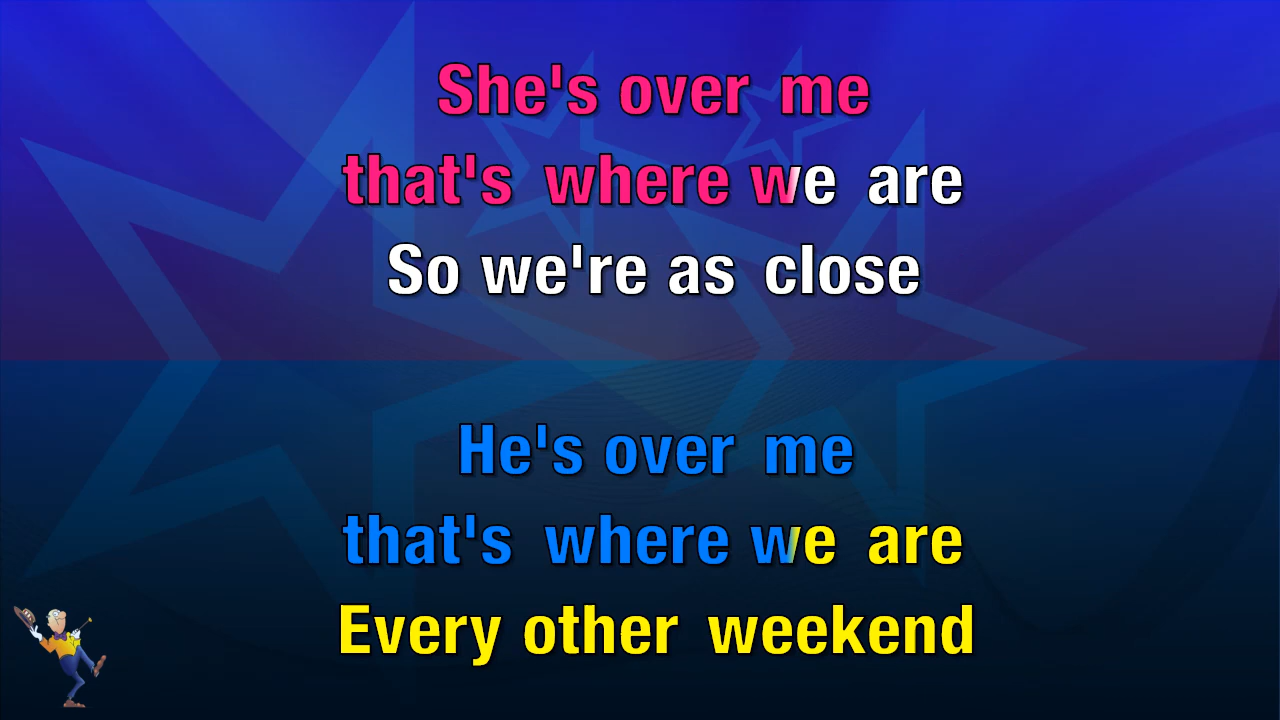 She's over me
that's where we are
So we're as close
He's over me
that's where we are
Every other weekend